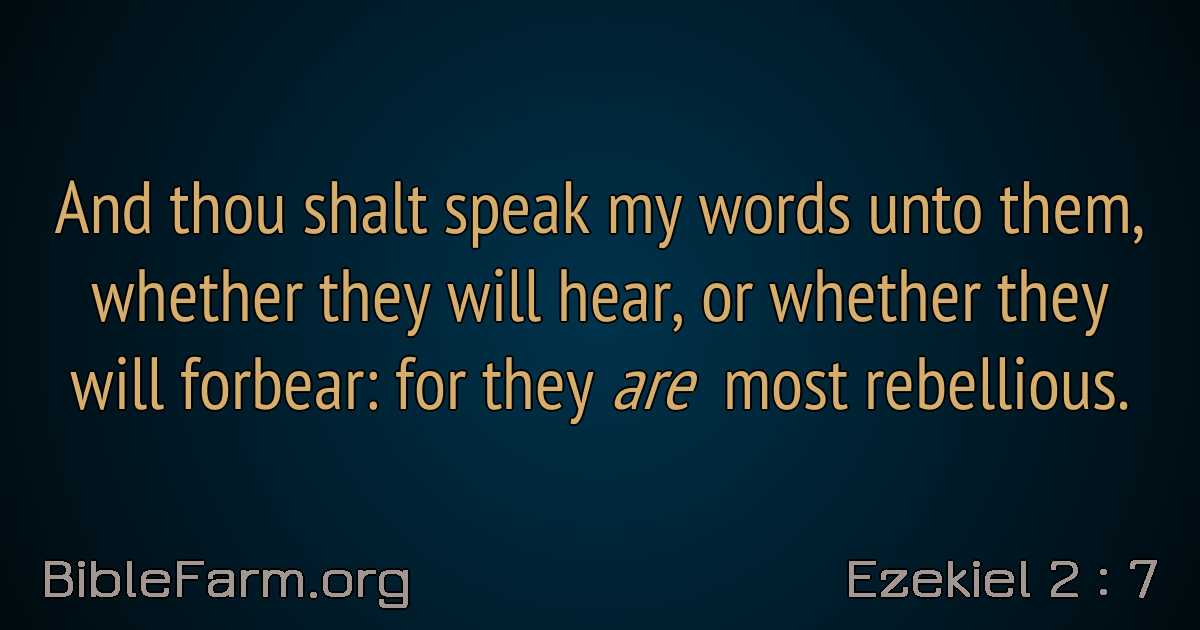 And thou shalt speak my words unto them,
whether they will hear, or whether they
will forbear: for they are most rebellious.
BibleFarm.org
Ezekiel 2 : 7